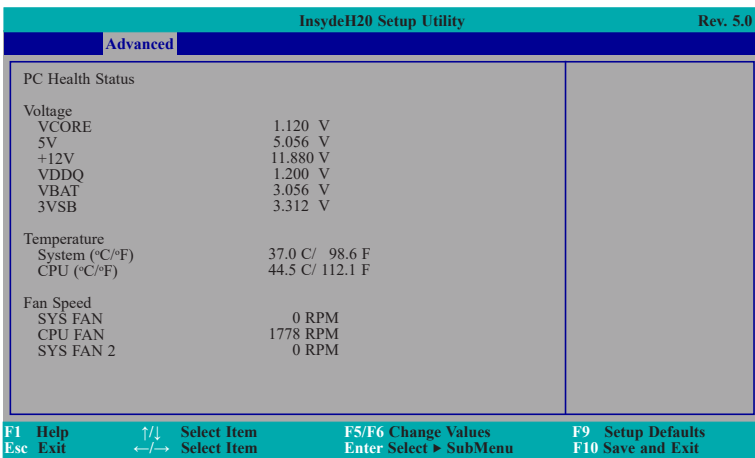 InsydeH20 Setup Utility Rev. 5.0
Advanced
PC Health Status
Voltage
VCORE 1.120 V
5V 5.056 V
+12V 11.880 V
VDDQ 1.200 V
VBAT 3.056 V
3VSB 3.312 V
Temperature
System (°C/°F) 37.0 C/ 98.6 F
CPU (°C/°F) 44.5 C/ 112.1 F
Fan Speed
SYS FAN 0 RPM
CPU FAN 1778 RPM
SYS FAN 2 0 RPM
F1 Help ↑/↓ Select Item F5/F6 Change Values F9 Setup Defaults
Esc Exit ←/→ Select Item Enter Select ▶ SubMenu F10 Save and Exit